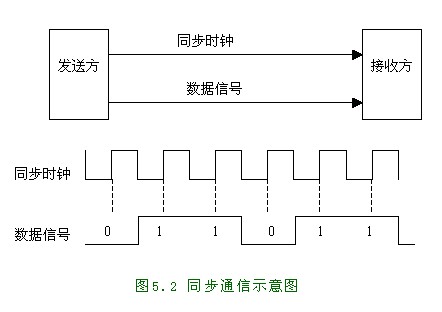 同步时钟
发送方
接收方
数据信号
同步时钟
数据信号
0 1 1 0 1 1
图5.2 同步通信示意图